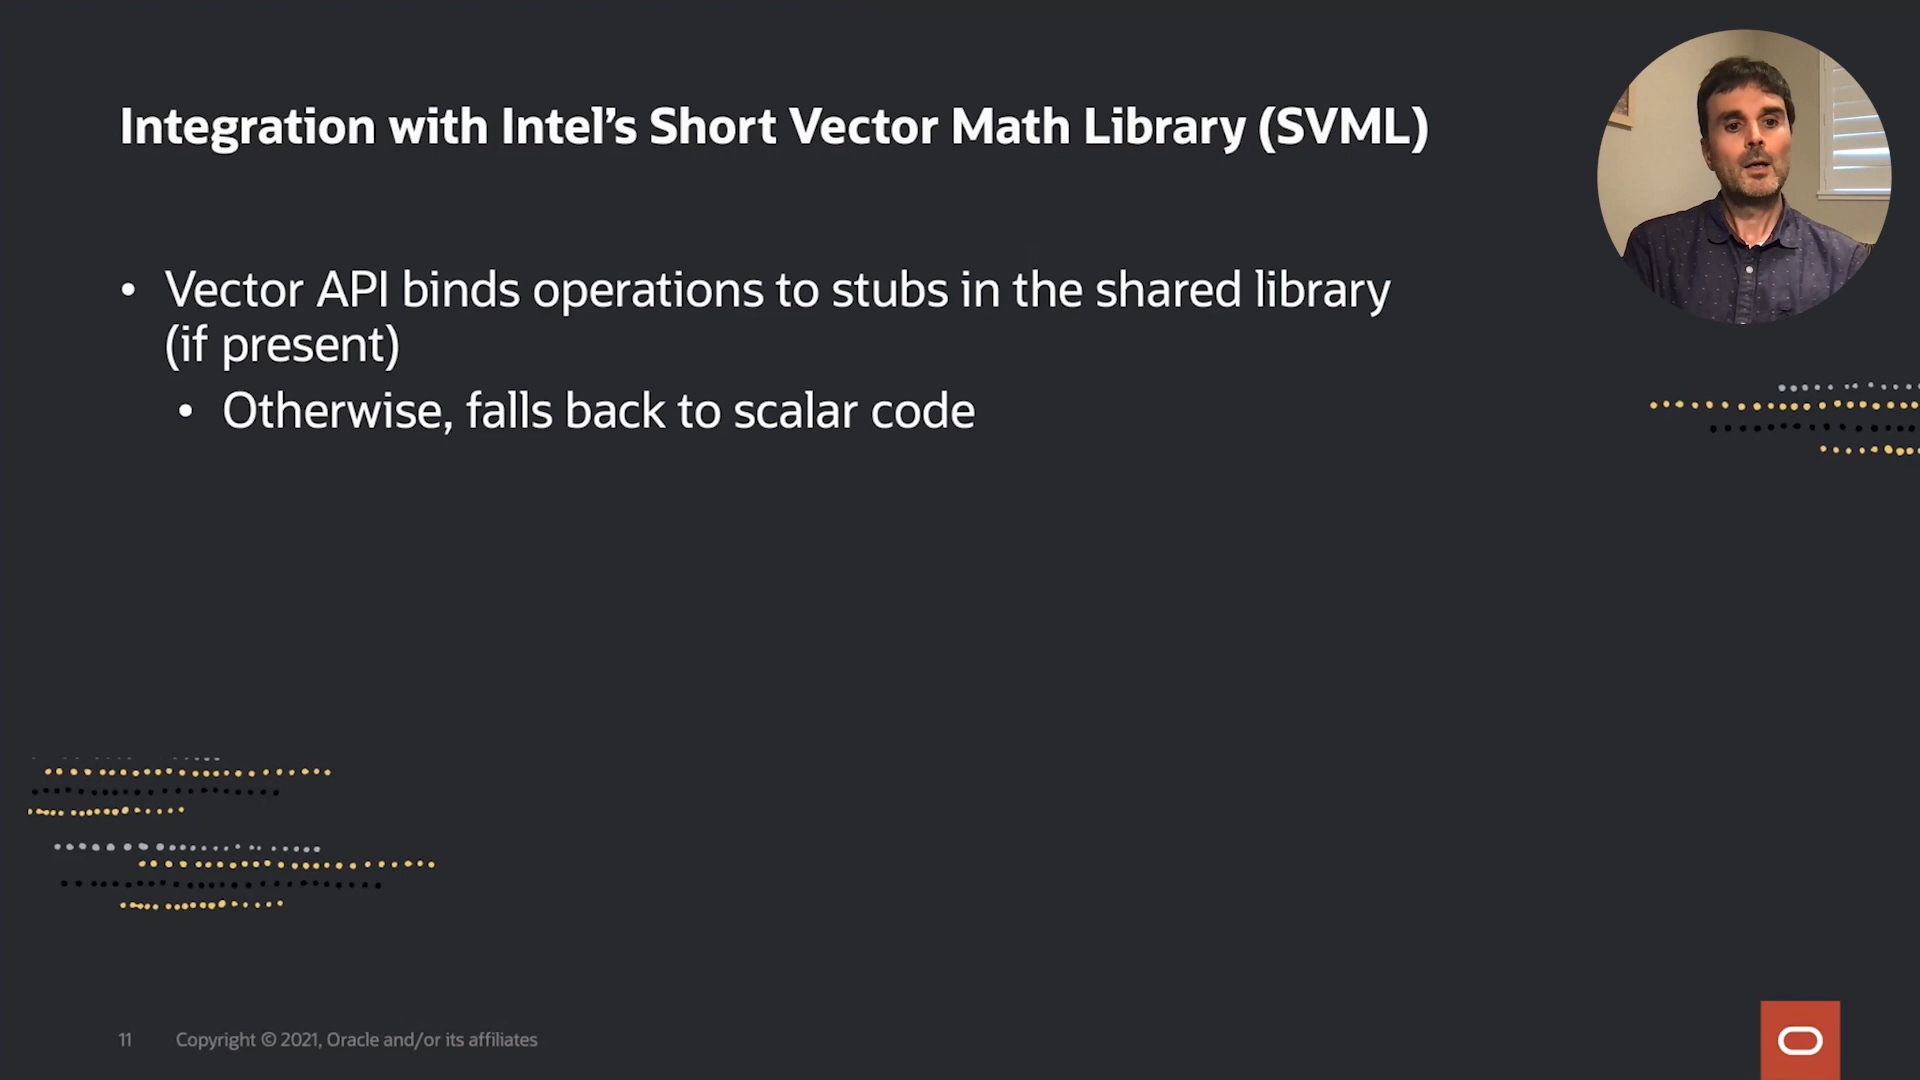 Integration with Intel’s Short Vector Math Library (SVML)
• Vector API binds operations to stubs in the shared library
(if present)
• Otherwise, falls back to scalar code
11 Copyright © 2021, Oracle and/or its affiliates